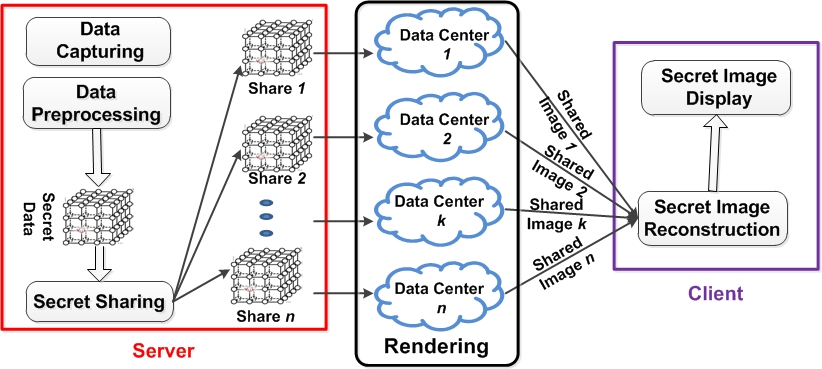 Data
Capturing
Data
Preprocessing
Secret
Data
Secret Sharing
Share 1
Share 2
Share n
Server
Data Center
1
Data Center
2
Data Center
k
Data Center
n
Rendering
Shared
Image 1
Shared
Image 2
Shared
Image k
Shared
Image n
Secret Image
Display
Secret Image
Reconstruction
Client